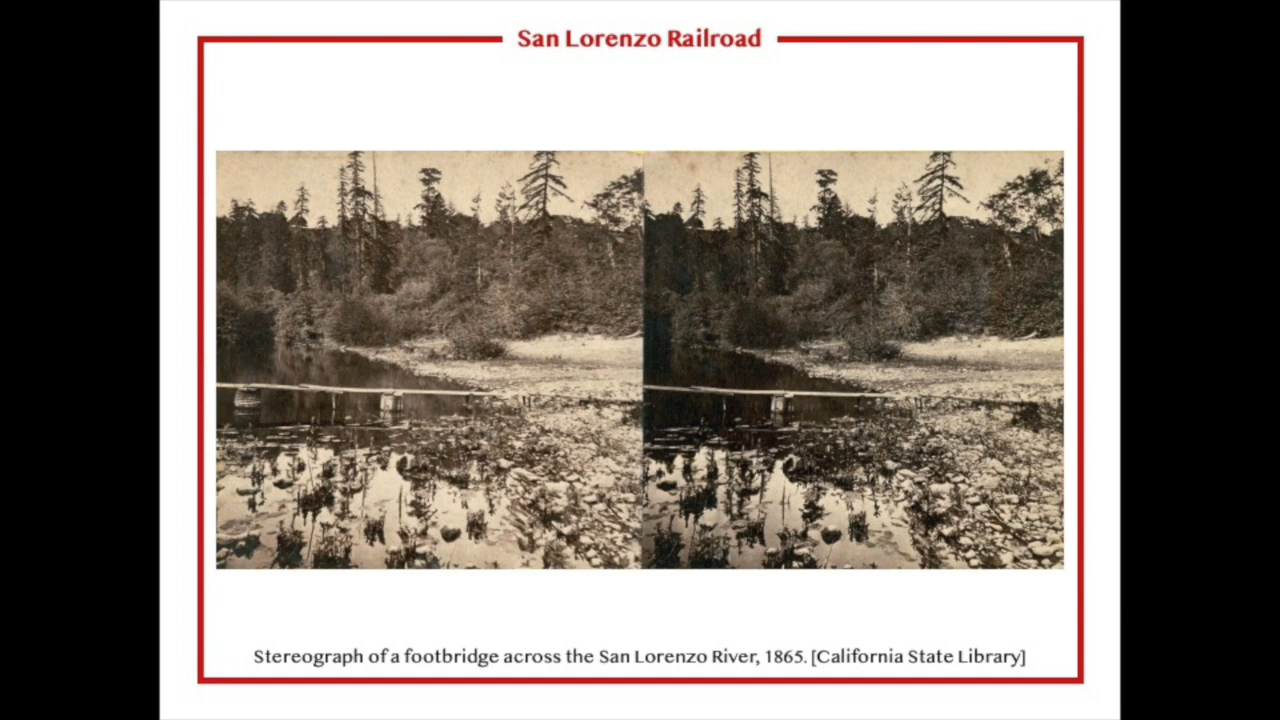 San Lorenzo Railroad
Stereograph of a footbridge across the San Lorenzo River, 1865. [California State Library]